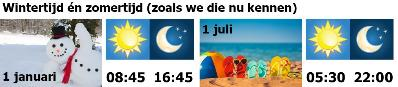 Wintertijd én zomertijd (zoals we die nu kennen)
1 januari
08:45 16:45
1 juli
05:30 22:00